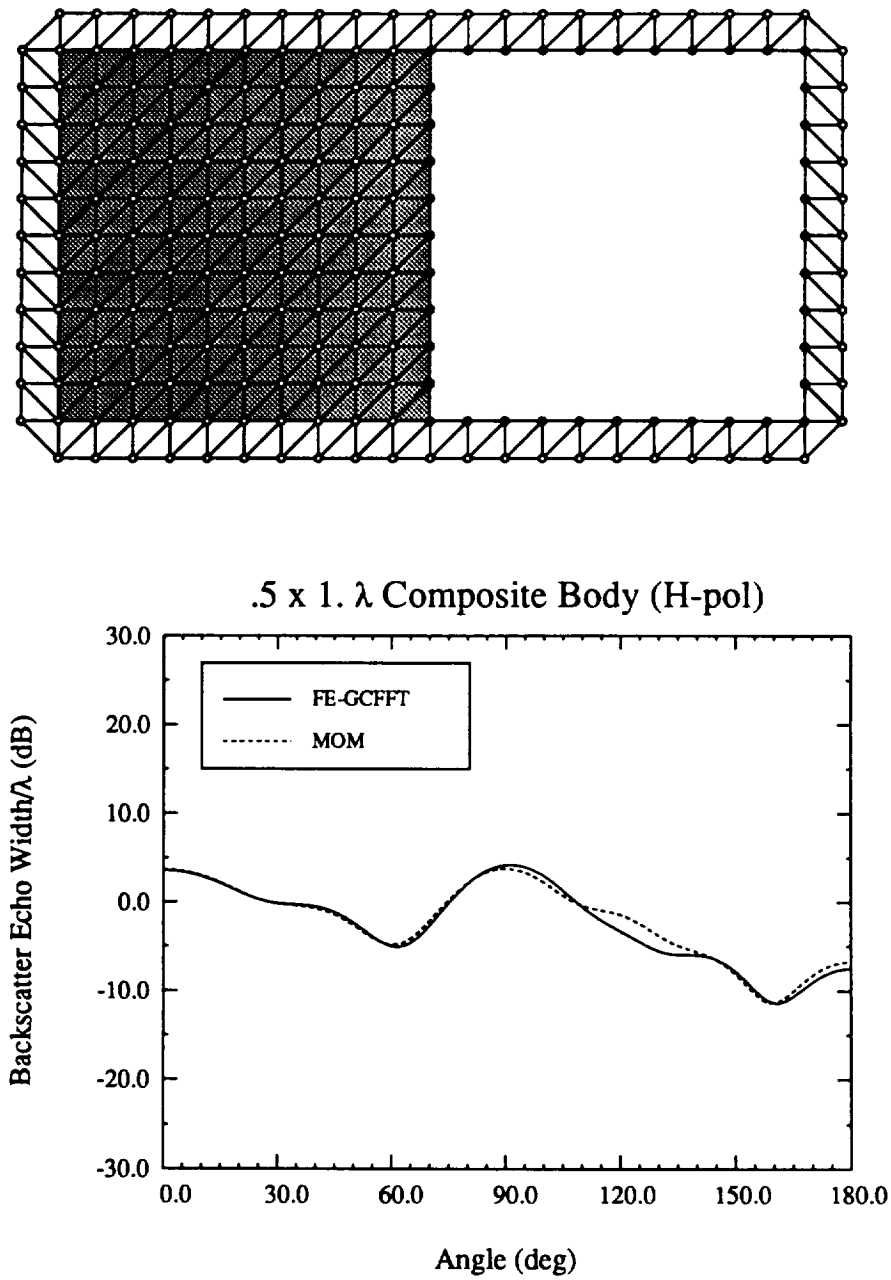 .5 x 1. λ Composite Body (H-pol)
30.0
20.0
10.0
0.0
-10.0
-20.0
-30.0
Backscatter Echo Width/λ (dB)
FE-GCFFT
MOM
0.0 30.0 60.0 90.0 120.0 150.0 180.0
Angle (deg)